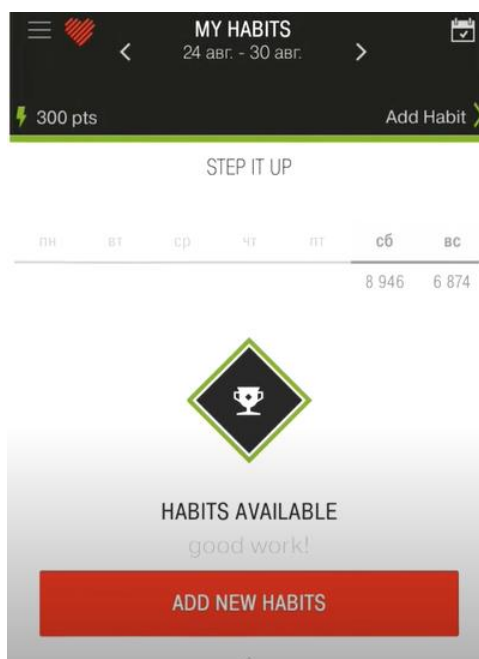 MY HABITS
24 авг. - 30 авг.
300 pts
Add Habit
STEP IT UP
пн вт ср чт пт сб вс
8 946 6 874
HABITS AVAILABLE
good work!
ADD NEW HABITS